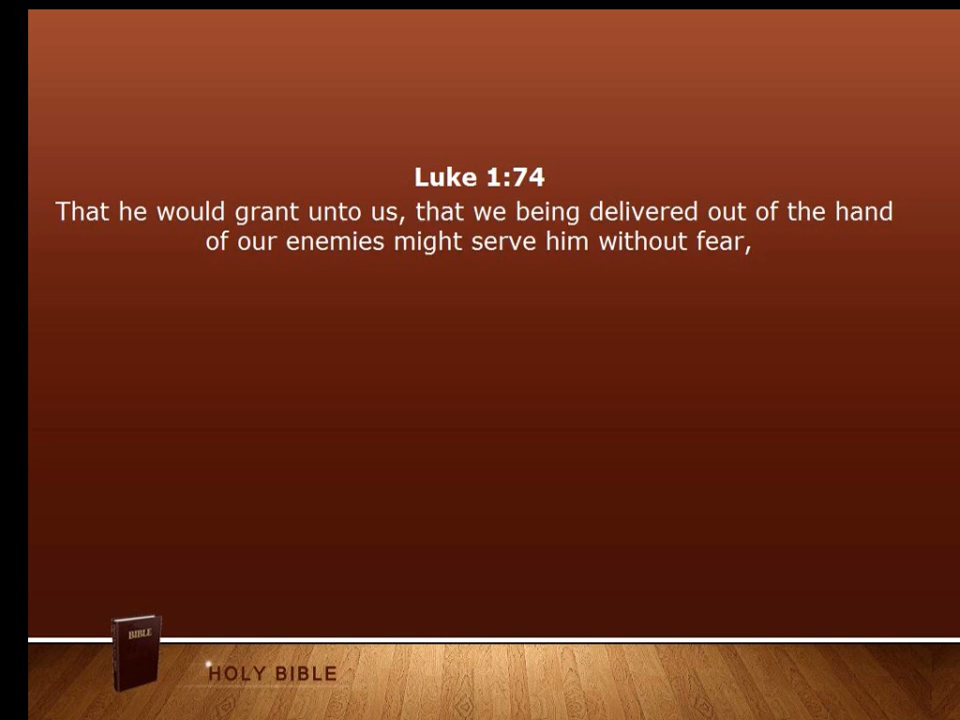 Luke 1:74
That he would grant unto us, that we being delivered out of the hand
of our enemies might serve him without fear,
BIBLE
HOLY BIBLE